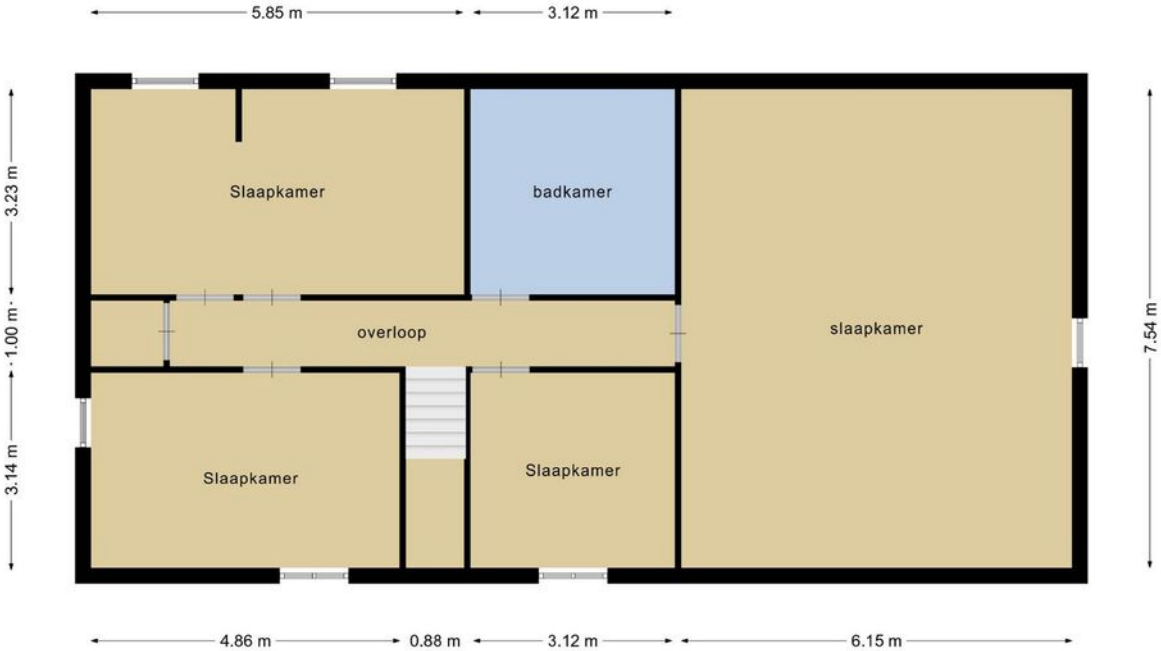 5.85 m
3.12 m
3.23 m
Slaapkamer
badkamer
1.00 m
overloop
slaapkamer
7.54 m
3.14 m
Slaapkamer
Slaapkamer
4.86 m
0.88 m
3.12 m
6.15 m